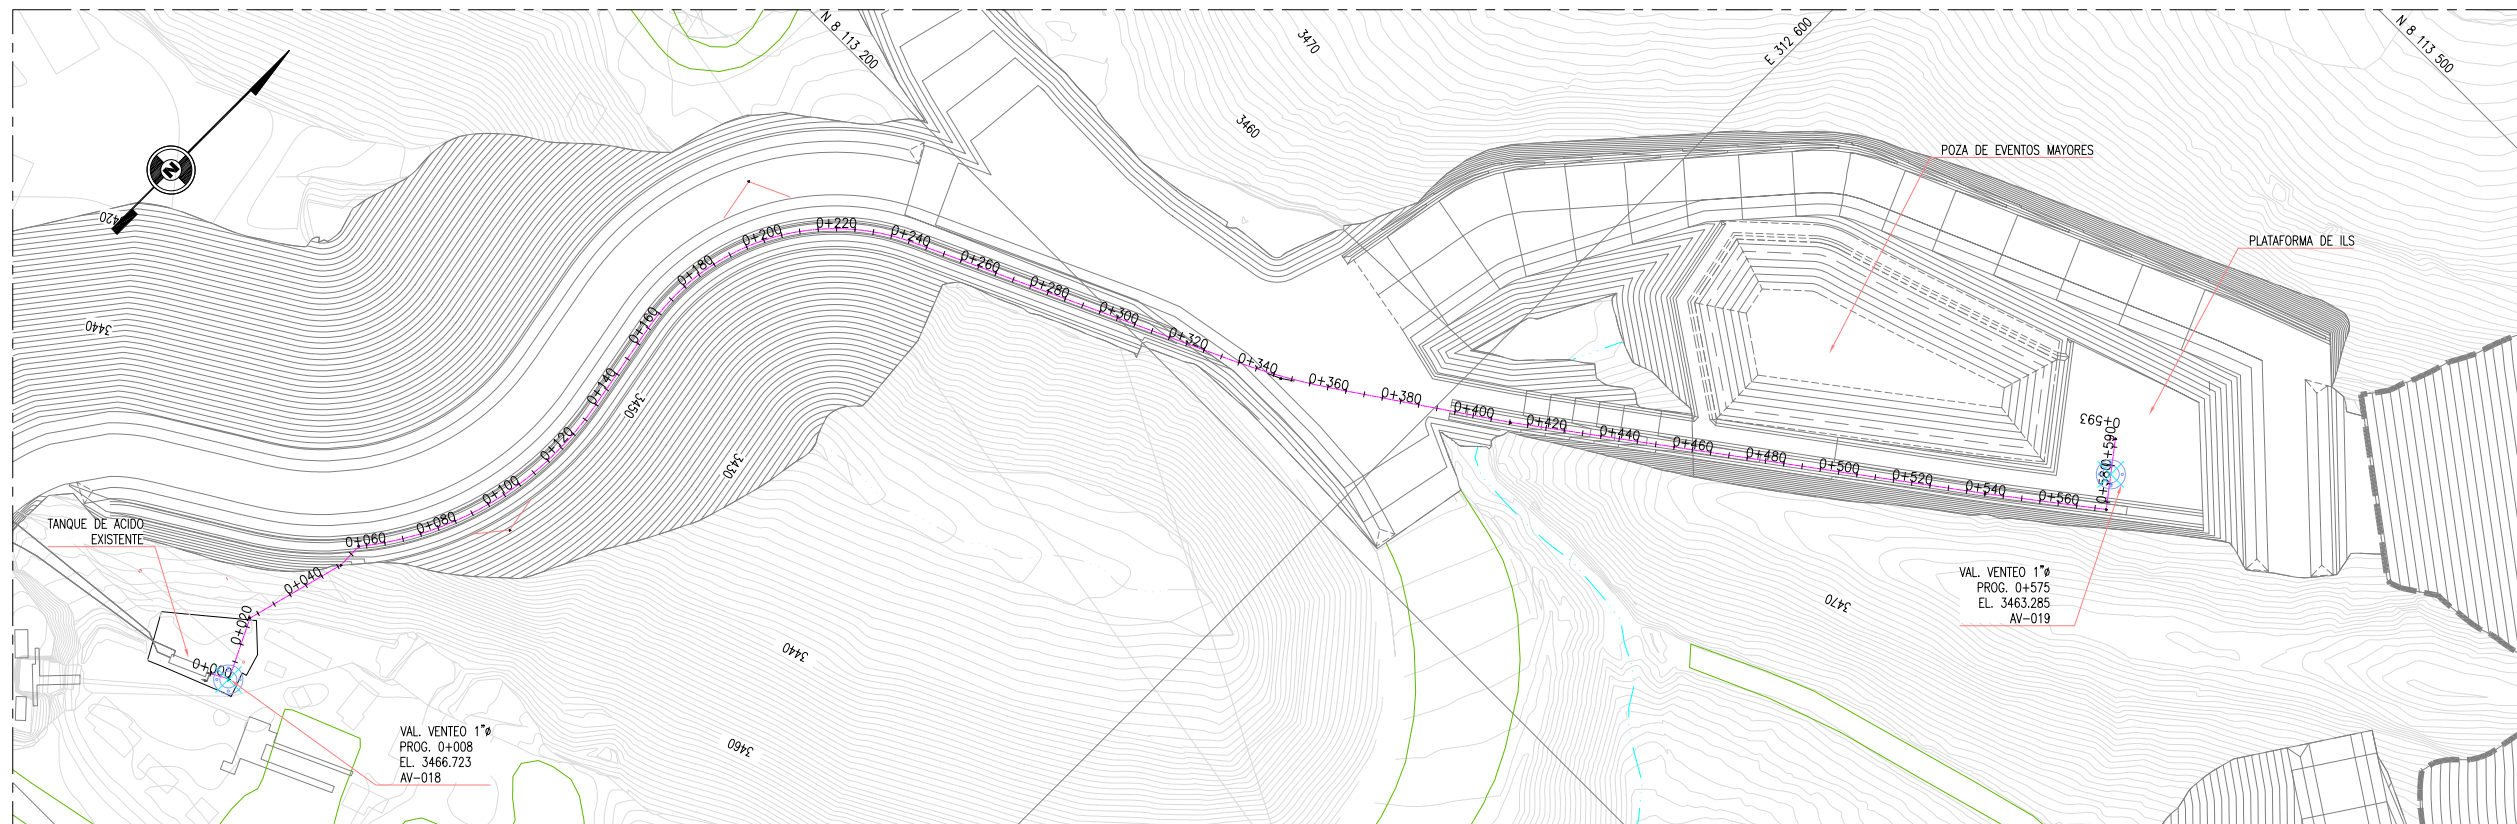 N 8 113 200
3470
E 312 600
N 8 113 500
3460
POZA DE EVENTOS MAYORES
N
3420
PLATAFORMA DE ILS
3440
0+200
0+220
0+240
0+180
0+260
0+280
0+160
0+300
0+320
0+340
0+140
0+360
0+380
3450
0+400
0+420
0+593
0+120
0+440
0+460
0+590
3430
0+480
0+500
0+100
0+520
0+580
0+540
0+080
0+560
TANQUE DE ACIDO
EXISTENTE
0+060
0+040
VAL. VENTEO 1"ø
PROG. 0+575
EL. 3463.285
AV-019
3470
0+020
3440
0+000
VAL. VENTEO 1"ø
PROG. 0+008
EL. 3466.723
AV-018
3460